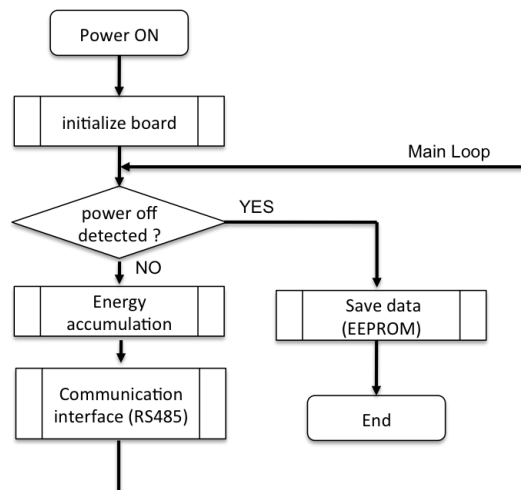 Power ON
initialize board
Main Loop
power off
detected ?
YES
NO
Energy
accumulation
Save data
(EEPROM)
Communication
interface (RS485)
End